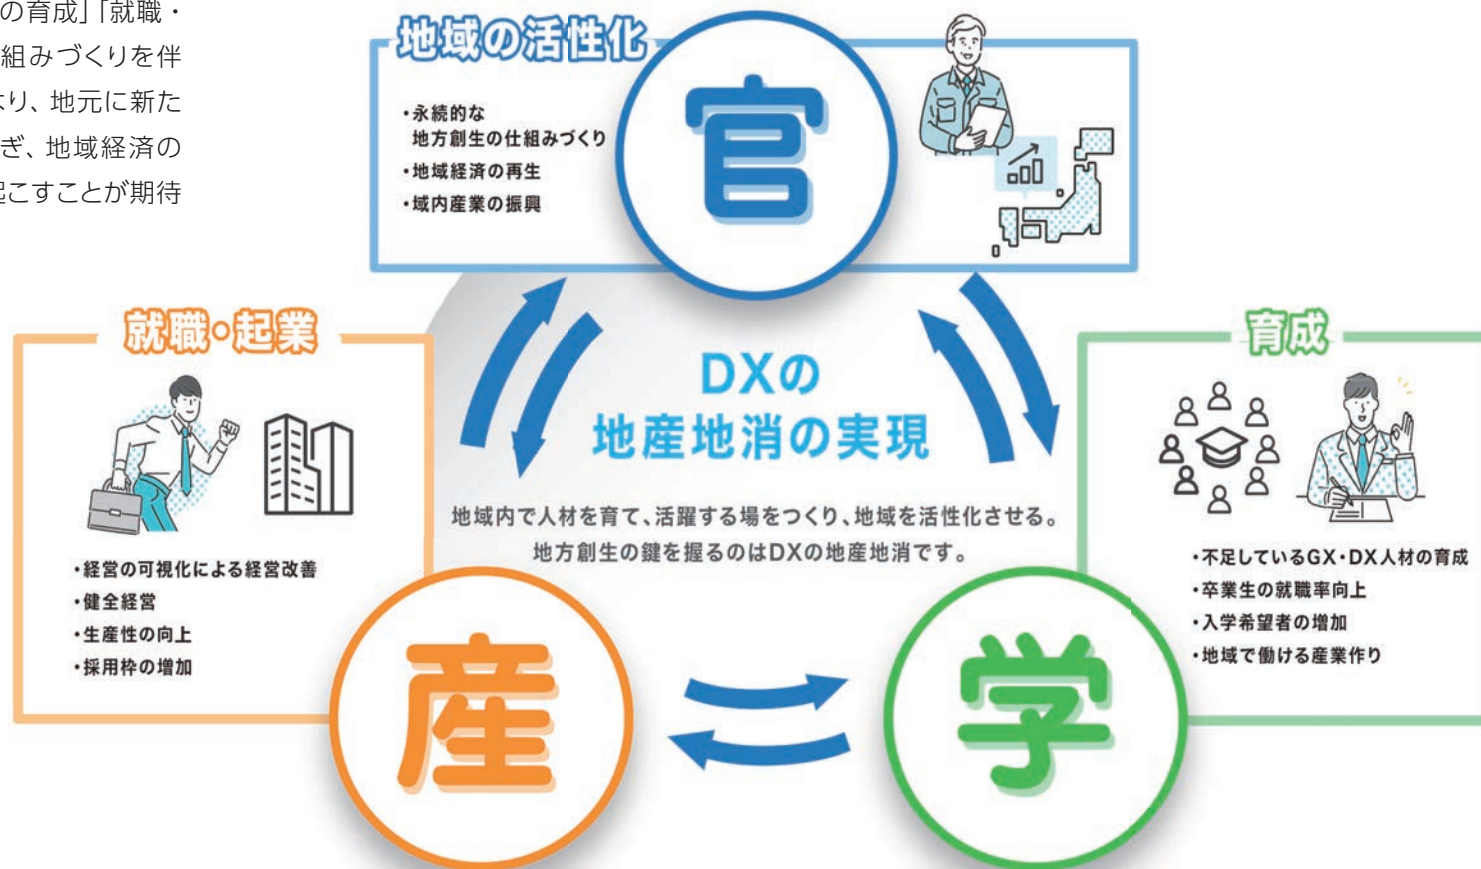 の育成」「就職・
組みづくりを伴
より、地元に新た
ぎ、地域経済の
起こすことが期待
地域の活性化
・永続的な
地方創生の仕組みづくり
・地域経済の再生
・域内産業の振興
官
就職・起業
・経営の可視化による経営改善
・健全経営
・生産性の向上
・採用枠の増加
産
DXの
地産地消の実現
地域内で人材を育て、活躍する場をつくり、地域を活性化させる。
地方創生の鍵を握るのはDXの地産地消です。
育成
・不足しているGX・DX人材の育成
・卒業生の就職率向上
・入学希望者の増加
・地域で働ける産業作り
学